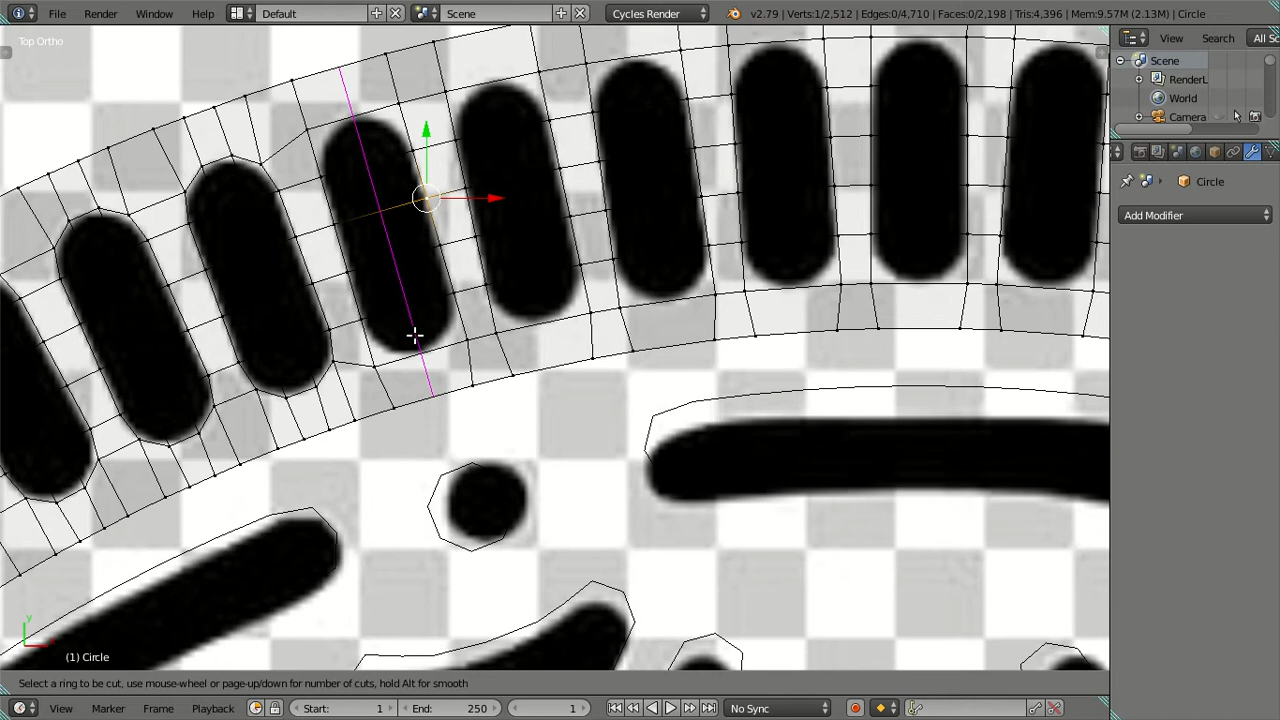 File Render Window Help Default Scene Cycles Render v2.79 | Verts:1/2,512 | Edges:0/4,710 | Faces:0/2,198 | Tris:4,396 | Mem:9.57M (2.13M) | Circle
Top Ortho
View Search All Sc
Scene
RenderL
World
Camera
Circle
Add Modifier
y
(1) Circle
Select a ring to be cut, use mouse-wheel or page-up/down for number of cuts, hold Alt for smooth
View Marker Frame Playback Start: 1 End: 250 1 No Sync